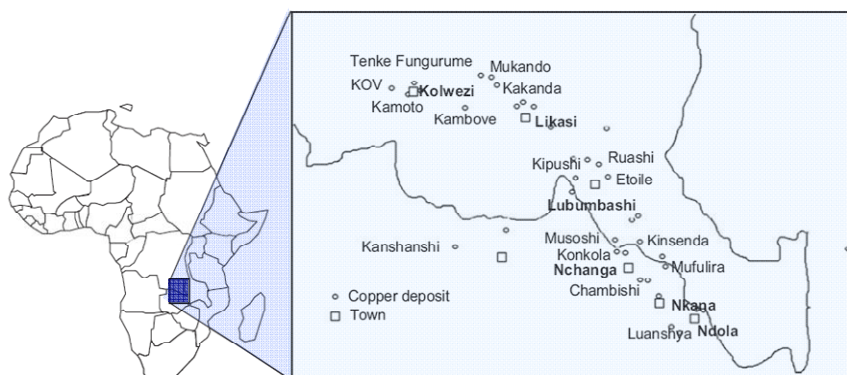 Tenke Fungurume
Mukando
KOV
Kolwezi
Kakanda
Kamoto
Kambove
Likasi
Kipushi
Ruashi
Etoile
Lubumbashi
Kanshanshi
Musoshi
Kinsenda
Konkola
Nchanga
Mufulira
Chambishi
Copper deposit
Nkana
Town
Luanshya
Ndola